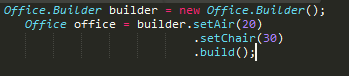 Office.Builder builder = new Office.Builder();
Office office = builder.setAir(20)
.setChair(30)
.build();